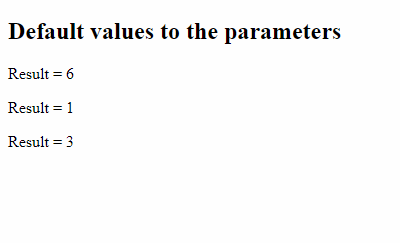 Default values to the parameters
Result = 6
Result = 1
Result = 3